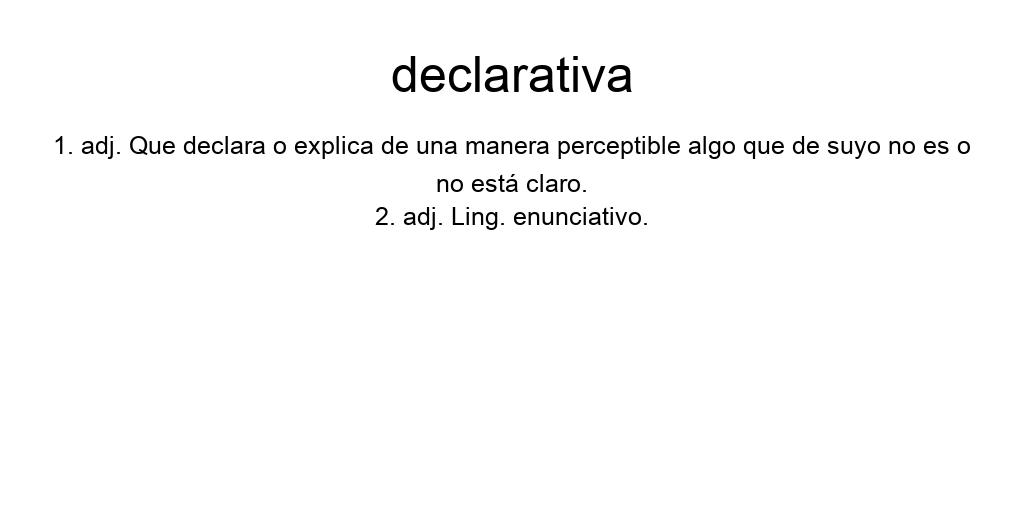 declarativa
1. adj. Que declara o explica de una manera perceptible algo que de suyo no es o
no está claro.
2. adj. Ling. enunciativo.